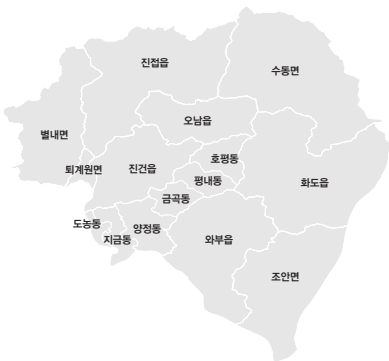 진접읍
수동면
오남읍
별내면
호평동
퇴계원면
진건읍
평내동
화도읍
금곡동
도농동
양정동
지금동
와부읍
조안면